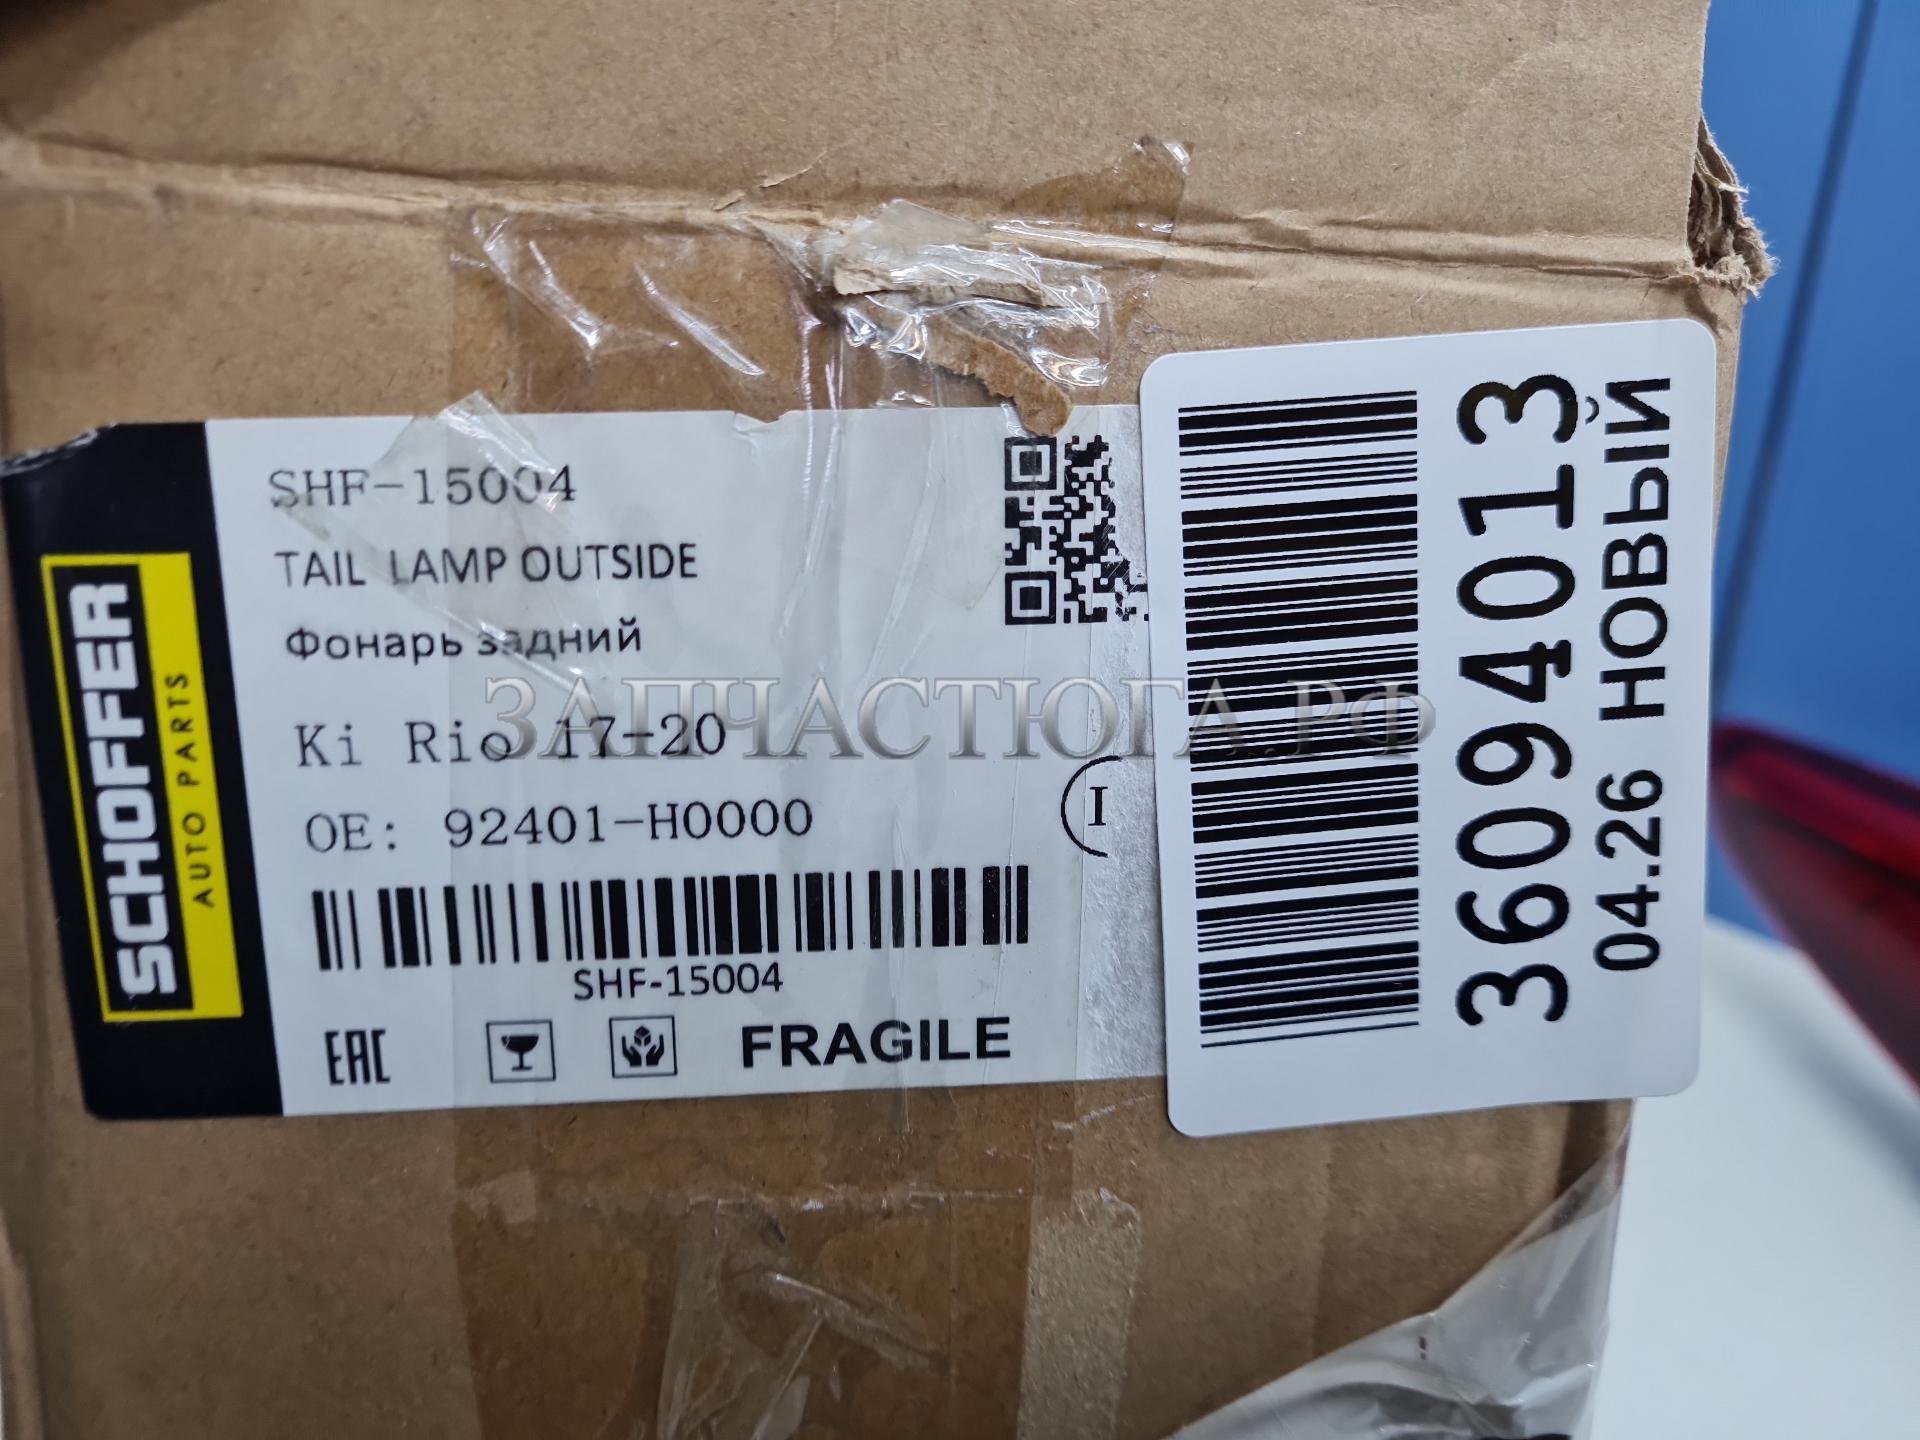 SCHOFFER
AUTO PARTS
SHF-15004
TAIL LAMP OUTSIDE
Фонарь задний
Ki Rio 17-20
OE: 92401-H0000
I
SHF-15004
EAC
FRAGILE
36094013
04.26 НОВЫЙ
ЗАПЧАСТЮГА.РФ